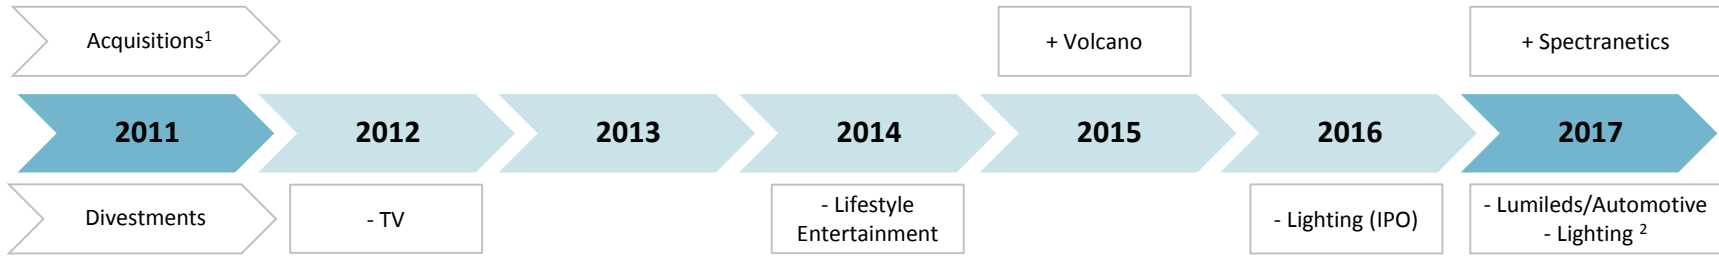 Acquisitions¹
+ Volcano
+ Spectranetics
2011
2012
2013
2014
2015
2016
2017
Divestments
- TV
- Lifestyle
Entertainment
- Lighting (IPO)
- Lumileds/Automotive
- Lighting ²